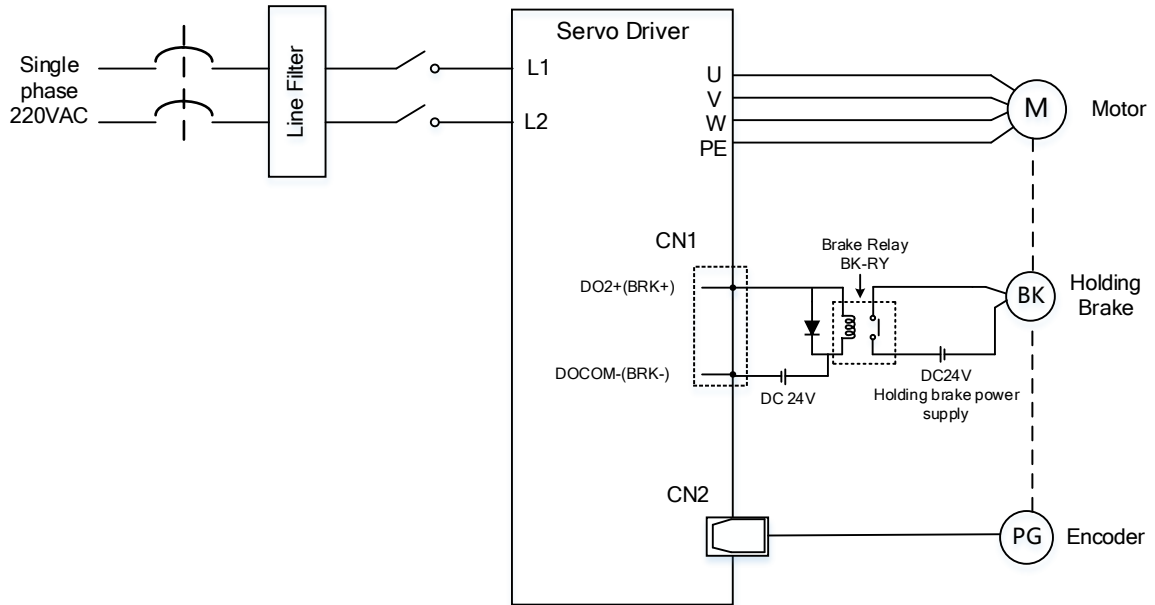 Servo Driver
Single
phase
220VAC
Line Filter
L1
L2
U
V
W
PE
M
Motor
CN1
Brake Relay
BK-RY
DO2+(BRK+)
BK
Holding
Brake
DOCOM-(BRK-)
DC 24V
DC24V
Holding brake power
supply
CN2
PG
Encoder